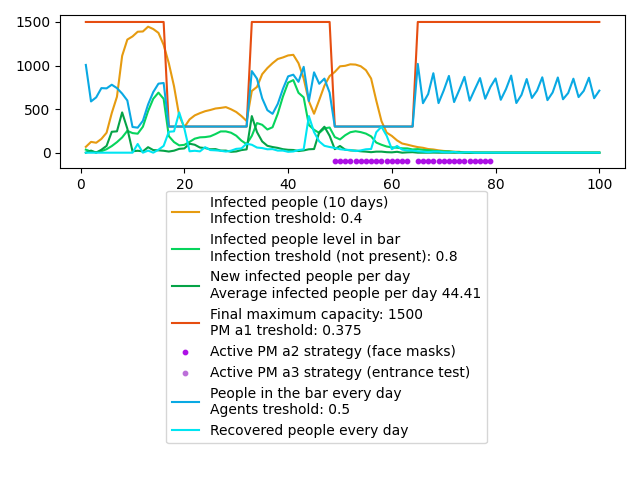 1500
1000
500
0
0 20 40 60 80 100
Infected people (10 days)
Infection treshold: 0.4
Infected people level in bar
Infection treshold (not present): 0.8
New infected people per day
Average infected people per day 44.41
Final maximum capacity: 1500
PM a1 treshold: 0.375
Active PM a2 strategy (face masks)
Active PM a3 strategy (entrance test)
People in the bar every day
Agents treshold: 0.5
Recovered people every day